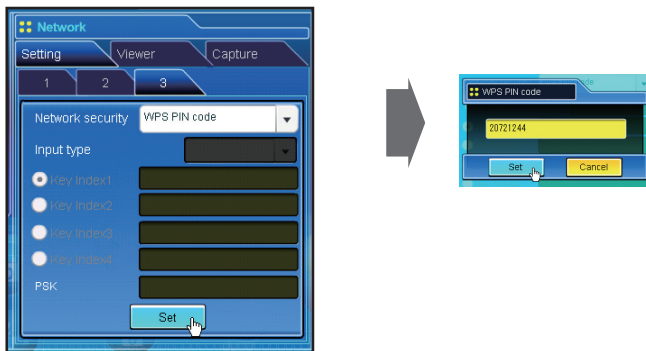 Network
Setting Viewer Capture
1 2 3
Network security WPS PIN code
Input type
Key Index1
Key Index2
Key Index3
Key Index4
PSK
Set
WPS PIN code
20721244
Set Cancel